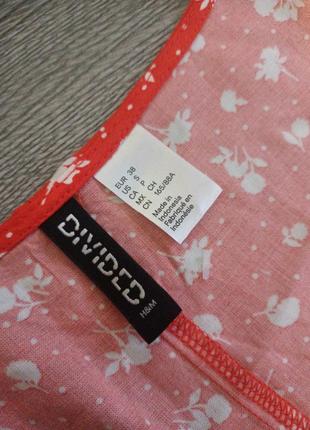 EUR 38
US S
CA P
MX CH
CN 165/88A
Made in
Indonesia
Fabriqué en
Indonésie
DIVIDED
H&M